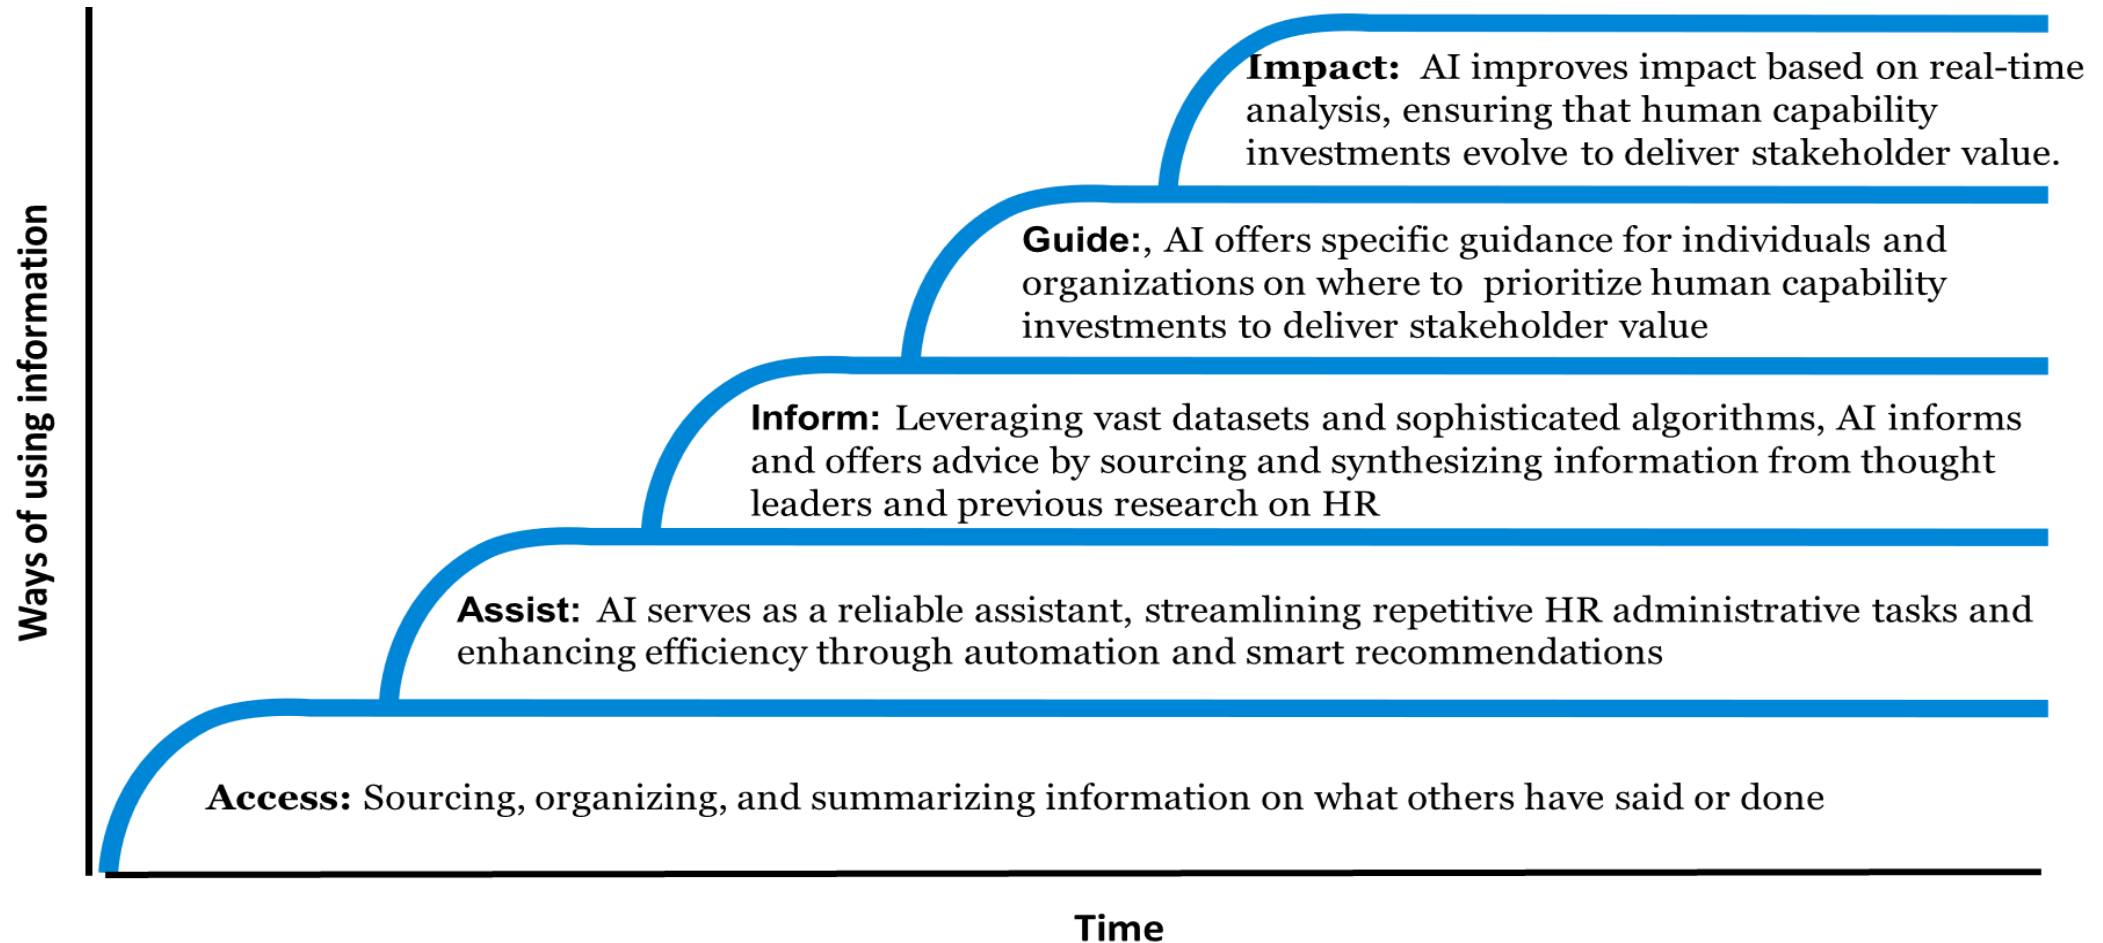 Impact: AI improves impact based on real-time
analysis, ensuring that human capability
investments evolve to deliver stakeholder value.
Guide:, AI offers specific guidance for individuals and
organizations on where to prioritize human capability
investments to deliver stakeholder value
Inform: Leveraging vast datasets and sophisticated algorithms, AI informs
and offers advice by sourcing and synthesizing information from thought
leaders and previous research on HR
Assist: AI serves as a reliable assistant, streamlining repetitive HR administrative tasks and
enhancing efficiency through automation and smart recommendations
Access: Sourcing, organizing, and summarizing information on what others have said or done
Ways of using information
Time